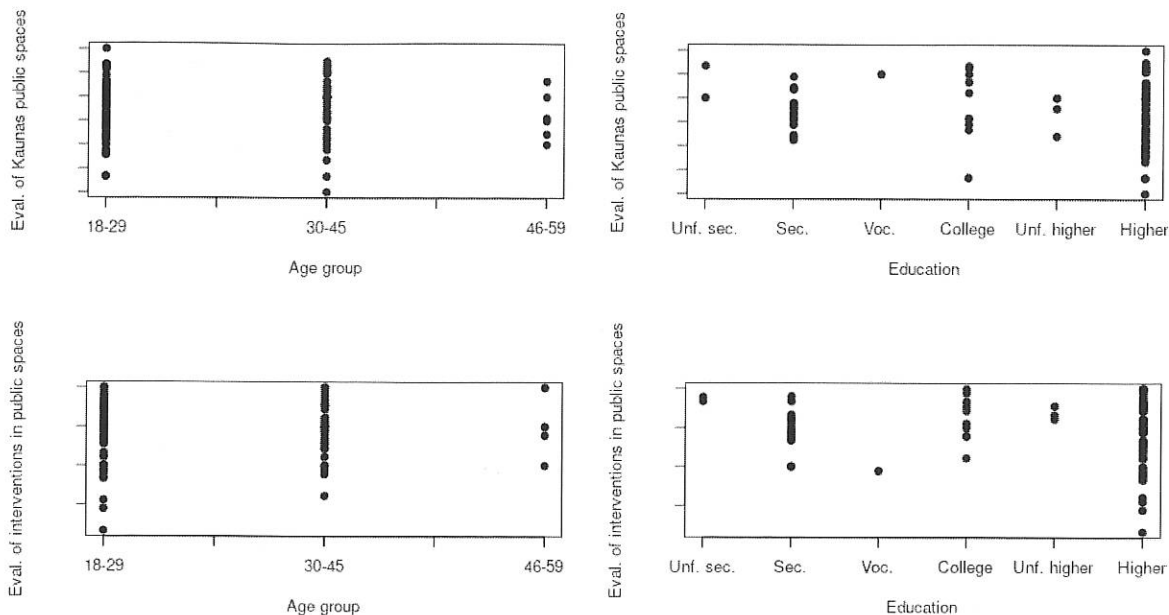 Eval. of Kaunas public spaces
18-29 30-45 46-59
Age group
Eval. of Kaunas public spaces
Unf. sec. Sec. Voc. College Unf. higher Higher
Education
Eval. of interventions in public spaces
18-29 30-45 46-59
Age group
Eval. of interventions in public spaces
Unf. sec. Sec. Voc. College Unf. higher Higher
Education